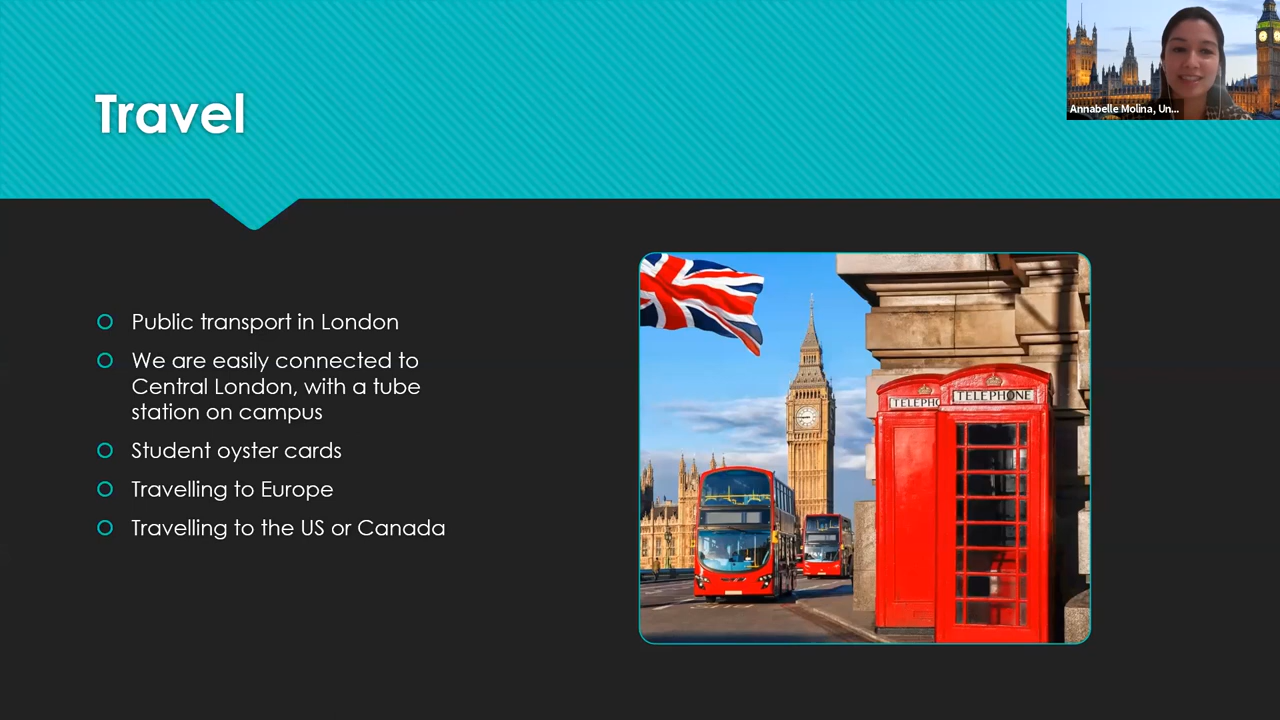 Travel
Annabelle Molina, Un...
Public transport in London
We are easily connected to
Central London, with a tube
station on campus
Student oyster cards
Travelling to Europe
Travelling to the US or Canada
TELEPHO
TELEPHONE